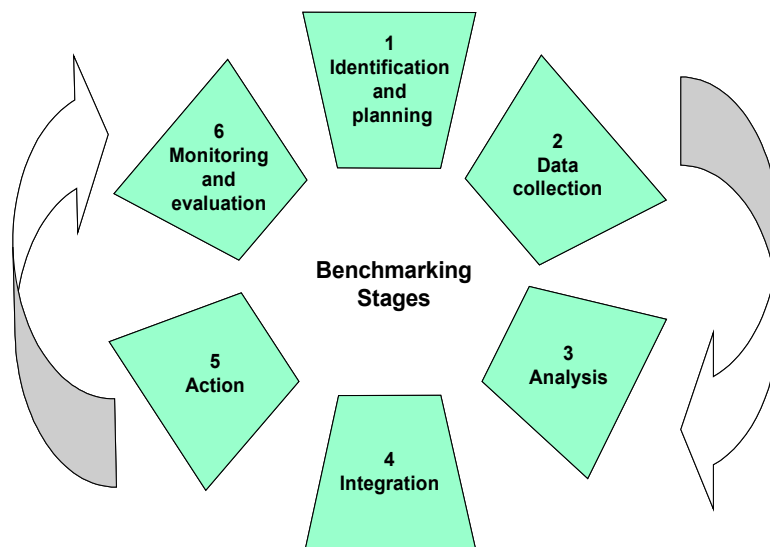 1
Identification
and
planning
2
Data
collection
3
Analysis
4
Integration
5
Action
6
Monitoring
and
evaluation
Benchmarking
Stages